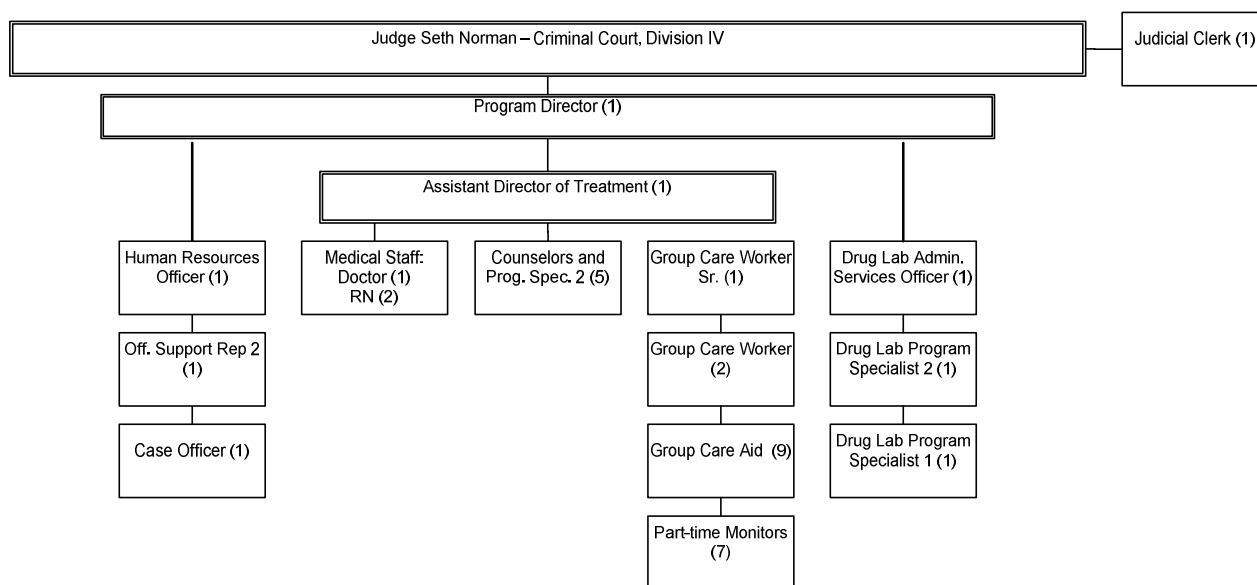 Judge Seth Norman – Criminal Court, Division IV
Judicial Clerk (1)
Program Director (1)
Assistant Director of Treatment (1)
Human Resources
Officer (1)
Medical Staff:
Doctor (1)
RN (2)
Counselors and
Prog. Spec. 2 (5)
Group Care Worker
Sr. (1)
Drug Lab Admin.
Services Officer (1)
Off. Support Rep 2
(1)
Group Care Worker
(2)
Drug Lab Program
Specialist 2 (1)
Case Officer (1)
Group Care Aid (9)
Drug Lab Program
Specialist 1 (1)
Part-time Monitors
(7)